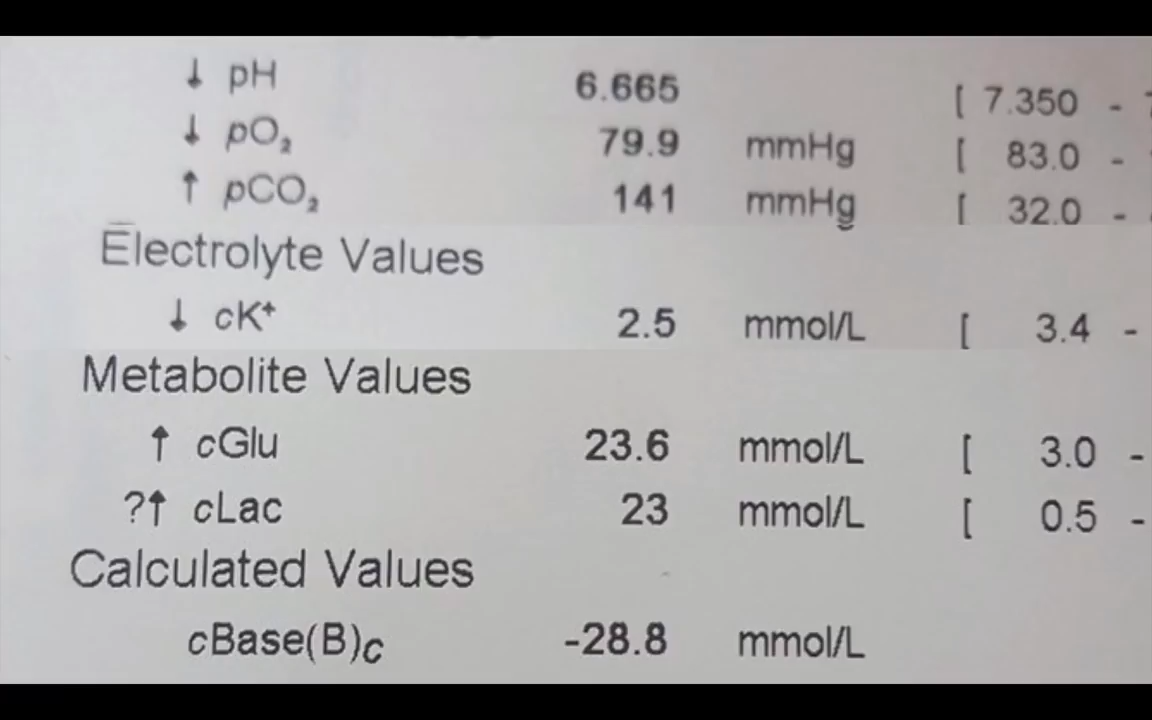 ↓ pH 6.665 [ 7.350 -
↓ pO₂ 79.9 mmHg [ 83.0 -
↑ pCO₂ 141 mmHg [ 32.0 -
Electrolyte Values
↓ cK⁺ 2.5 mmol/L [ 3.4 -
Metabolite Values
↑ cGlu 23.6 mmol/L [ 3.0 -
?↑ cLac 23 mmol/L [ 0.5 -
Calculated Values
cBase(B)c -28.8 mmol/L